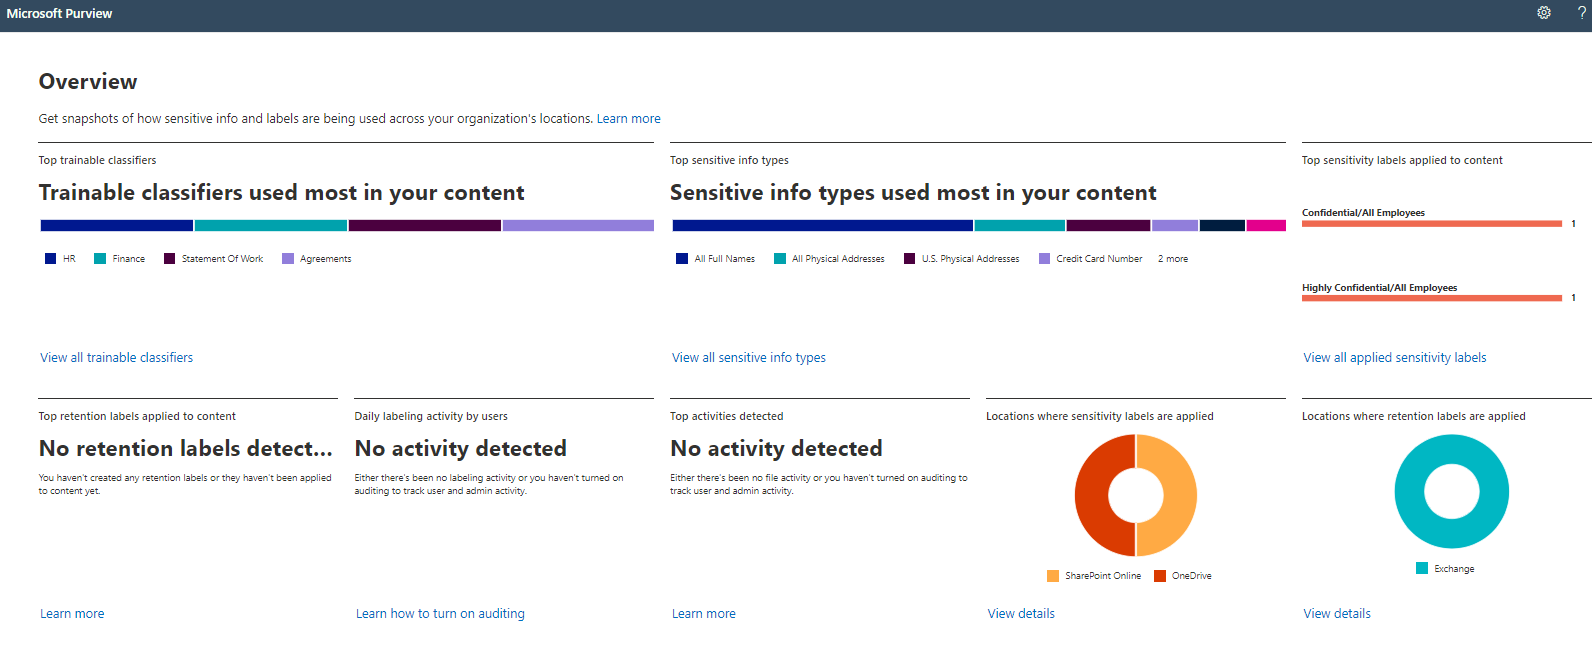 Microsoft Purview
?
Overview
Get snapshots of how sensitive info and labels are being used across your organization's locations. Learn more
Top trainable classifiers
Trainable classifiers used most in your content
HR Finance Statement Of Work Agreements
View all trainable classifiers
Top sensitive info types
Sensitive info types used most in your content
All Full Names All Physical Addresses U.S. Physical Addresses Credit Card Number 2 more
View all sensitive info types
Top sensitivity labels applied to content
Confidential/All Employees
1
Highly Confidential/All Employees
1
View all applied sensitivity labels
Top retention labels applied to content
No retention labels detect...
You haven't created any retention labels or they haven't been applied
to content yet.
Learn more
Daily labeling activity by users
No activity detected
Either there's been no labeling activity or you haven't turned on
auditing to track user and admin activity.
Learn how to turn on auditing
Top activities detected
No activity detected
Either there's been no file activity or you haven't turned on auditing to
track user and admin activity.
Learn more
Locations where sensitivity labels are applied
SharePoint Online OneDrive
View details
Locations where retention labels are applied
Exchange
View details